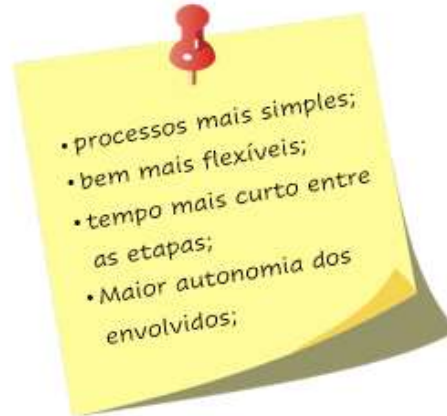 • processos mais simples;
• bem mais flexíveis;
• tempo mais curto entre
as etapas;
• Maior autonomia dos
envolvidos;